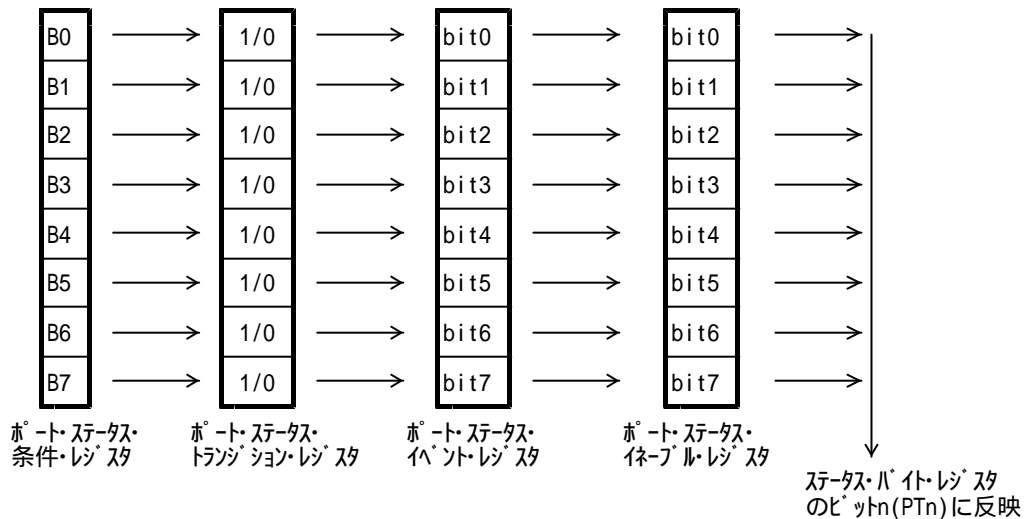 B0 1/0 bit0 bit0
B1 1/0 bit1 bit1
B2 1/0 bit2 bit2
B3 1/0 bit3 bit3
B4 1/0 bit4 bit4
B5 1/0 bit5 bit5
B6 1/0 bit6 bit6
B7 1/0 bit7 bit7
ﾎﾟｰﾄ･ｽﾃｰﾀｽ･
条件･ﾚｼﾞｽﾀ
ﾎﾟｰﾄ･ｽﾃｰﾀｽ･
ﾄﾗﾝｼﾞｼｮﾝ･ﾚｼﾞｽﾀ
ﾎﾟｰﾄ･ｽﾃｰﾀｽ･
ｲﾍﾞﾝﾄ･ﾚｼﾞｽﾀ
ﾎﾟｰﾄ･ｽﾃｰﾀｽ･
ｲﾈｰﾌﾞﾙ･ﾚｼﾞｽﾀ
ｽﾃｰﾀｽ･ﾊﾞｲﾄ･ﾚｼﾞｽﾀ
のﾋﾞｯﾄn(PTn)に反映